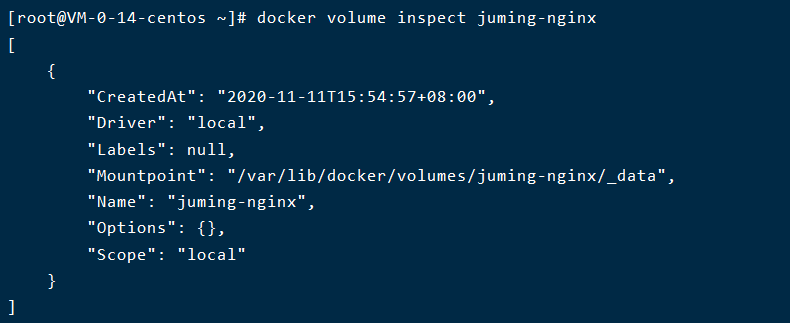 [root@VM-0-14-centos ~]# docker volume inspect juming-nginx
[
    {
        "CreatedAt": "2020-11-11T15:54:57+08:00",
        "Driver": "local",
        "Labels": null,
        "Mountpoint": "/var/lib/docker/volumes/juming-nginx/_data",
        "Name": "juming-nginx",
        "Options": {},
        "Scope": "local"
    }
]